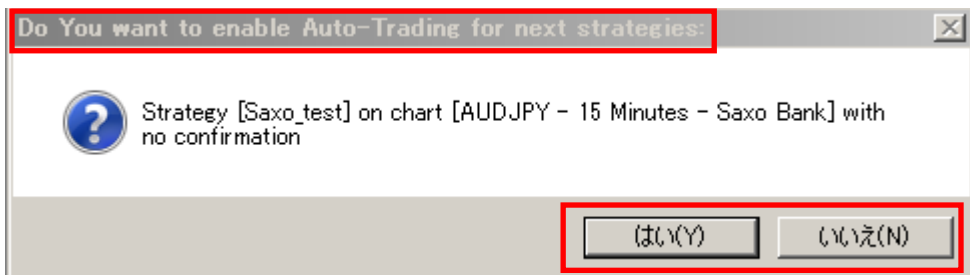 Do You want to enable Auto-Trading for next strategies:
Strategy [Saxo_test] on chart [AUDJPY - 15 Minutes - Saxo Bank] with
no confirmation
はい(Y)
いいえ(N)